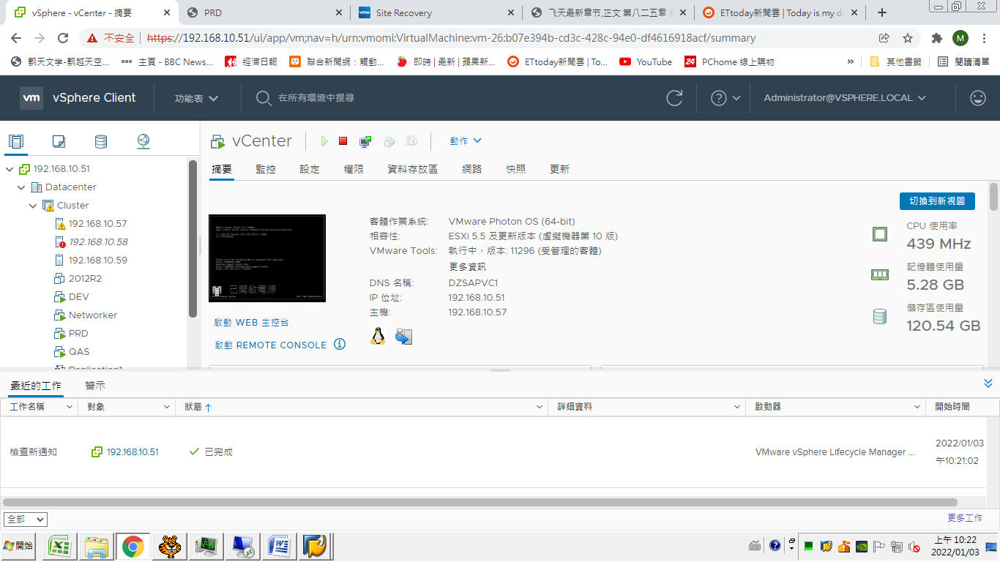 vSphere - vCenter - 摘要
PRD
Site Recovery
飞天最新章节,正文 第八二五章
ETtoday新聞雲 | Today is my da
不安全
https://192.168.10.51/ui/app/vm;nav=h/urn:vmomi:VirtualMachine:vm-26:b07e394b-cd3c-428c-94e0-df4616918acf/summary
M
飄天文学-飘越天空...
主頁 - BBC News...
經濟日報
聯合新聞網：觸動...
即時 | 最新 | 蘋果新...
ETtoday新聞雲 | To...
YouTube
24
PChome 線上購物
»
其他書籤
閱讀清單
vm
vSphere Client
功能表
在所有環境中搜尋
Administrator@VSPHERE.LOCAL
192.168.10.51
Datacenter
Cluster
192.168.10.57
192.168.10.58
192.168.10.59
2012R2
DEV
Networker
PRD
QAS
Replication1
vCenter
動作
摘要
監控
設定
權限
資料存放區
網路
快照
更新
切換到新視圖
已開啟電源
啟動 WEB 主控台
啟動 REMOTE CONSOLE
客體作業系統: VMware Photon OS (64-bit)
相容性: ESXi 5.5 及更新版本 (虛擬機器第 10 版)
VMware Tools: 執行中，版本: 11296 (受管理的客體)
更多資訊
DNS 名稱: DZSAPVC1
IP 位址: 192.168.10.51
主機: 192.168.10.57
CPU 使用率
439 MHz
記憶體使用量
5.28 GB
儲存區使用量
120.54 GB
最近的工作
警示
工作名稱
對象
狀態
詳細資料
啟動器
開始時間
檢查新通知
192.168.10.51
已完成
VMware vSphere Lifecycle Manager ...
2022/01/03
午10:21:02
全部
更多工作
開始
上午 10:22
2022/01/03